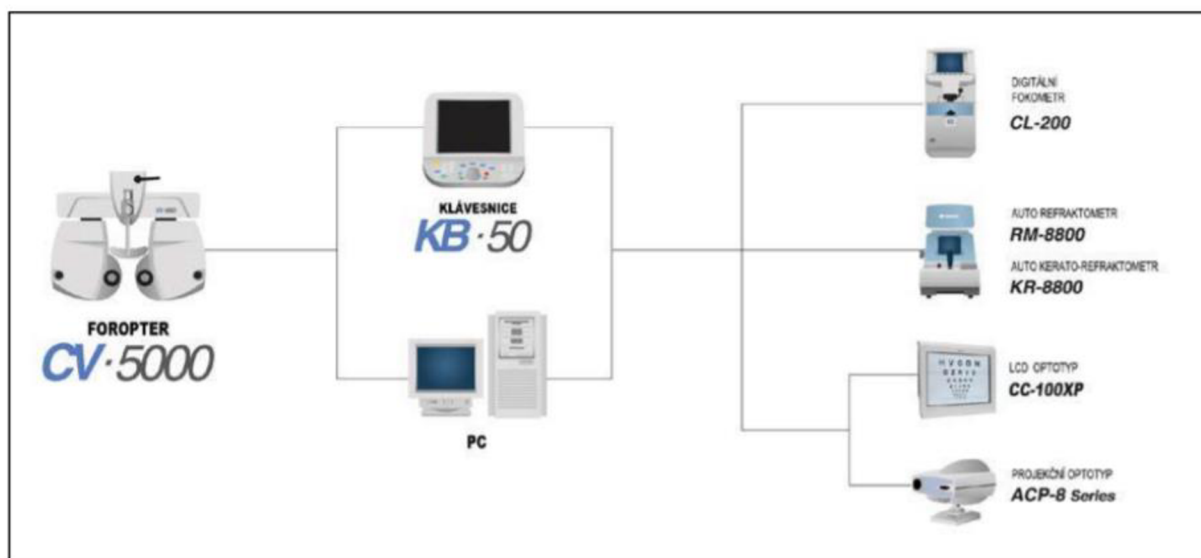 FOROPTER
CV·5000
KLÁVESNICE
KB·50
PC
DIGITÁLNÍ
FOKOMETR
CL-200
AUTO REFRAKTOMETR
RM-8800
AUTO KERATO-REFRAKTOMETR
KR-8800
LCD OPTOTYP
CC-100XP
PROJEKČNÍ OPTOTYP
ACP-8 Series